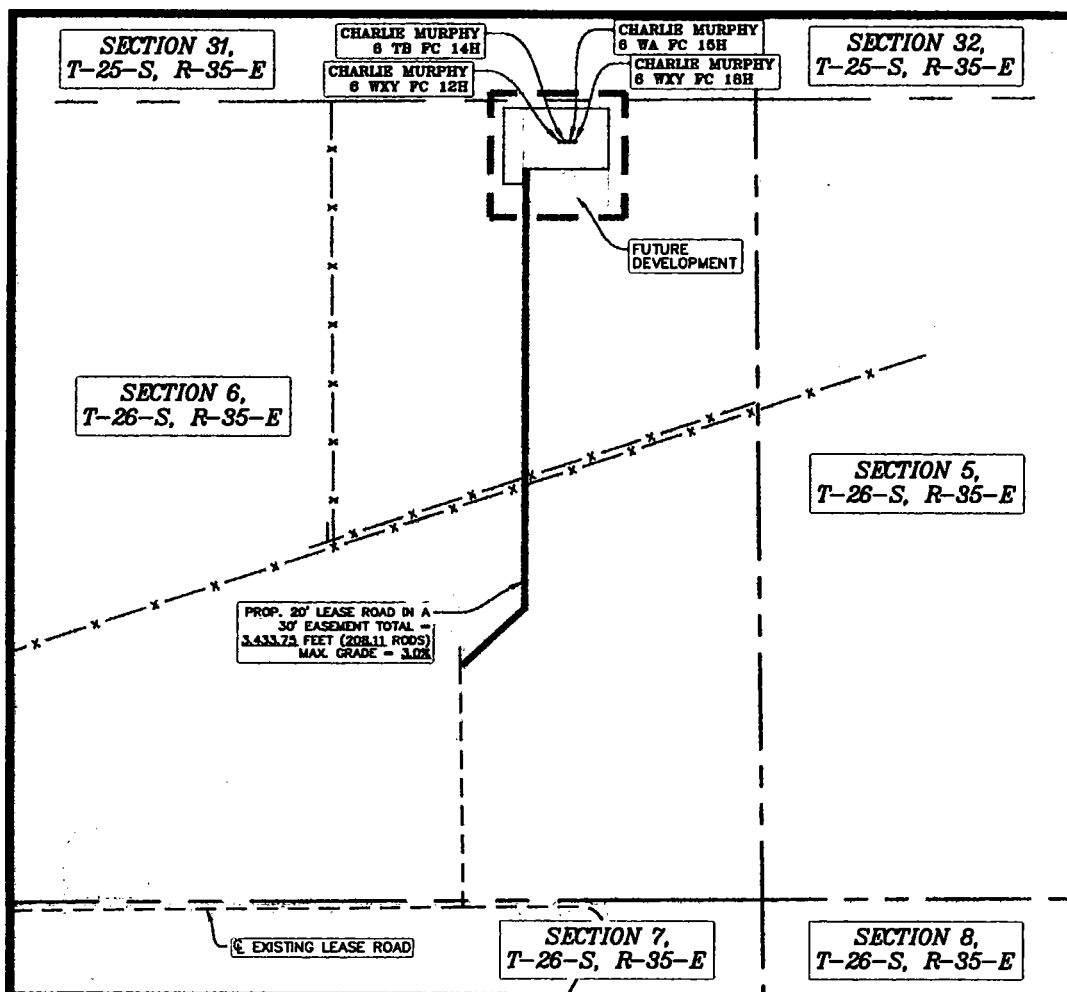 SECTION 31,
T-25-S, R-35-E
CHARLIE MURPHY
6 TB FC 14H
CHARLIE MURPHY
6 WXY FC 12H
CHARLIE MURPHY
6 WA FC 15H
CHARLIE MURPHY
6 WXY FC 16H
SECTION 32,
T-25-S, R-35-E
FUTURE
DEVELOPMENT
SECTION 6,
T-26-S, R-35-E
SECTION 5,
T-26-S, R-35-E
PROP. 20' LEASE ROAD IN A
30' EASEMENT TOTAL =
3,433.75 FEET (208.11 RODS)
MAX. GRADE = 3.0%
℄ EXISTING LEASE ROAD
SECTION 7,
T-26-S, R-35-E
SECTION 8,
T-26-S, R-35-E